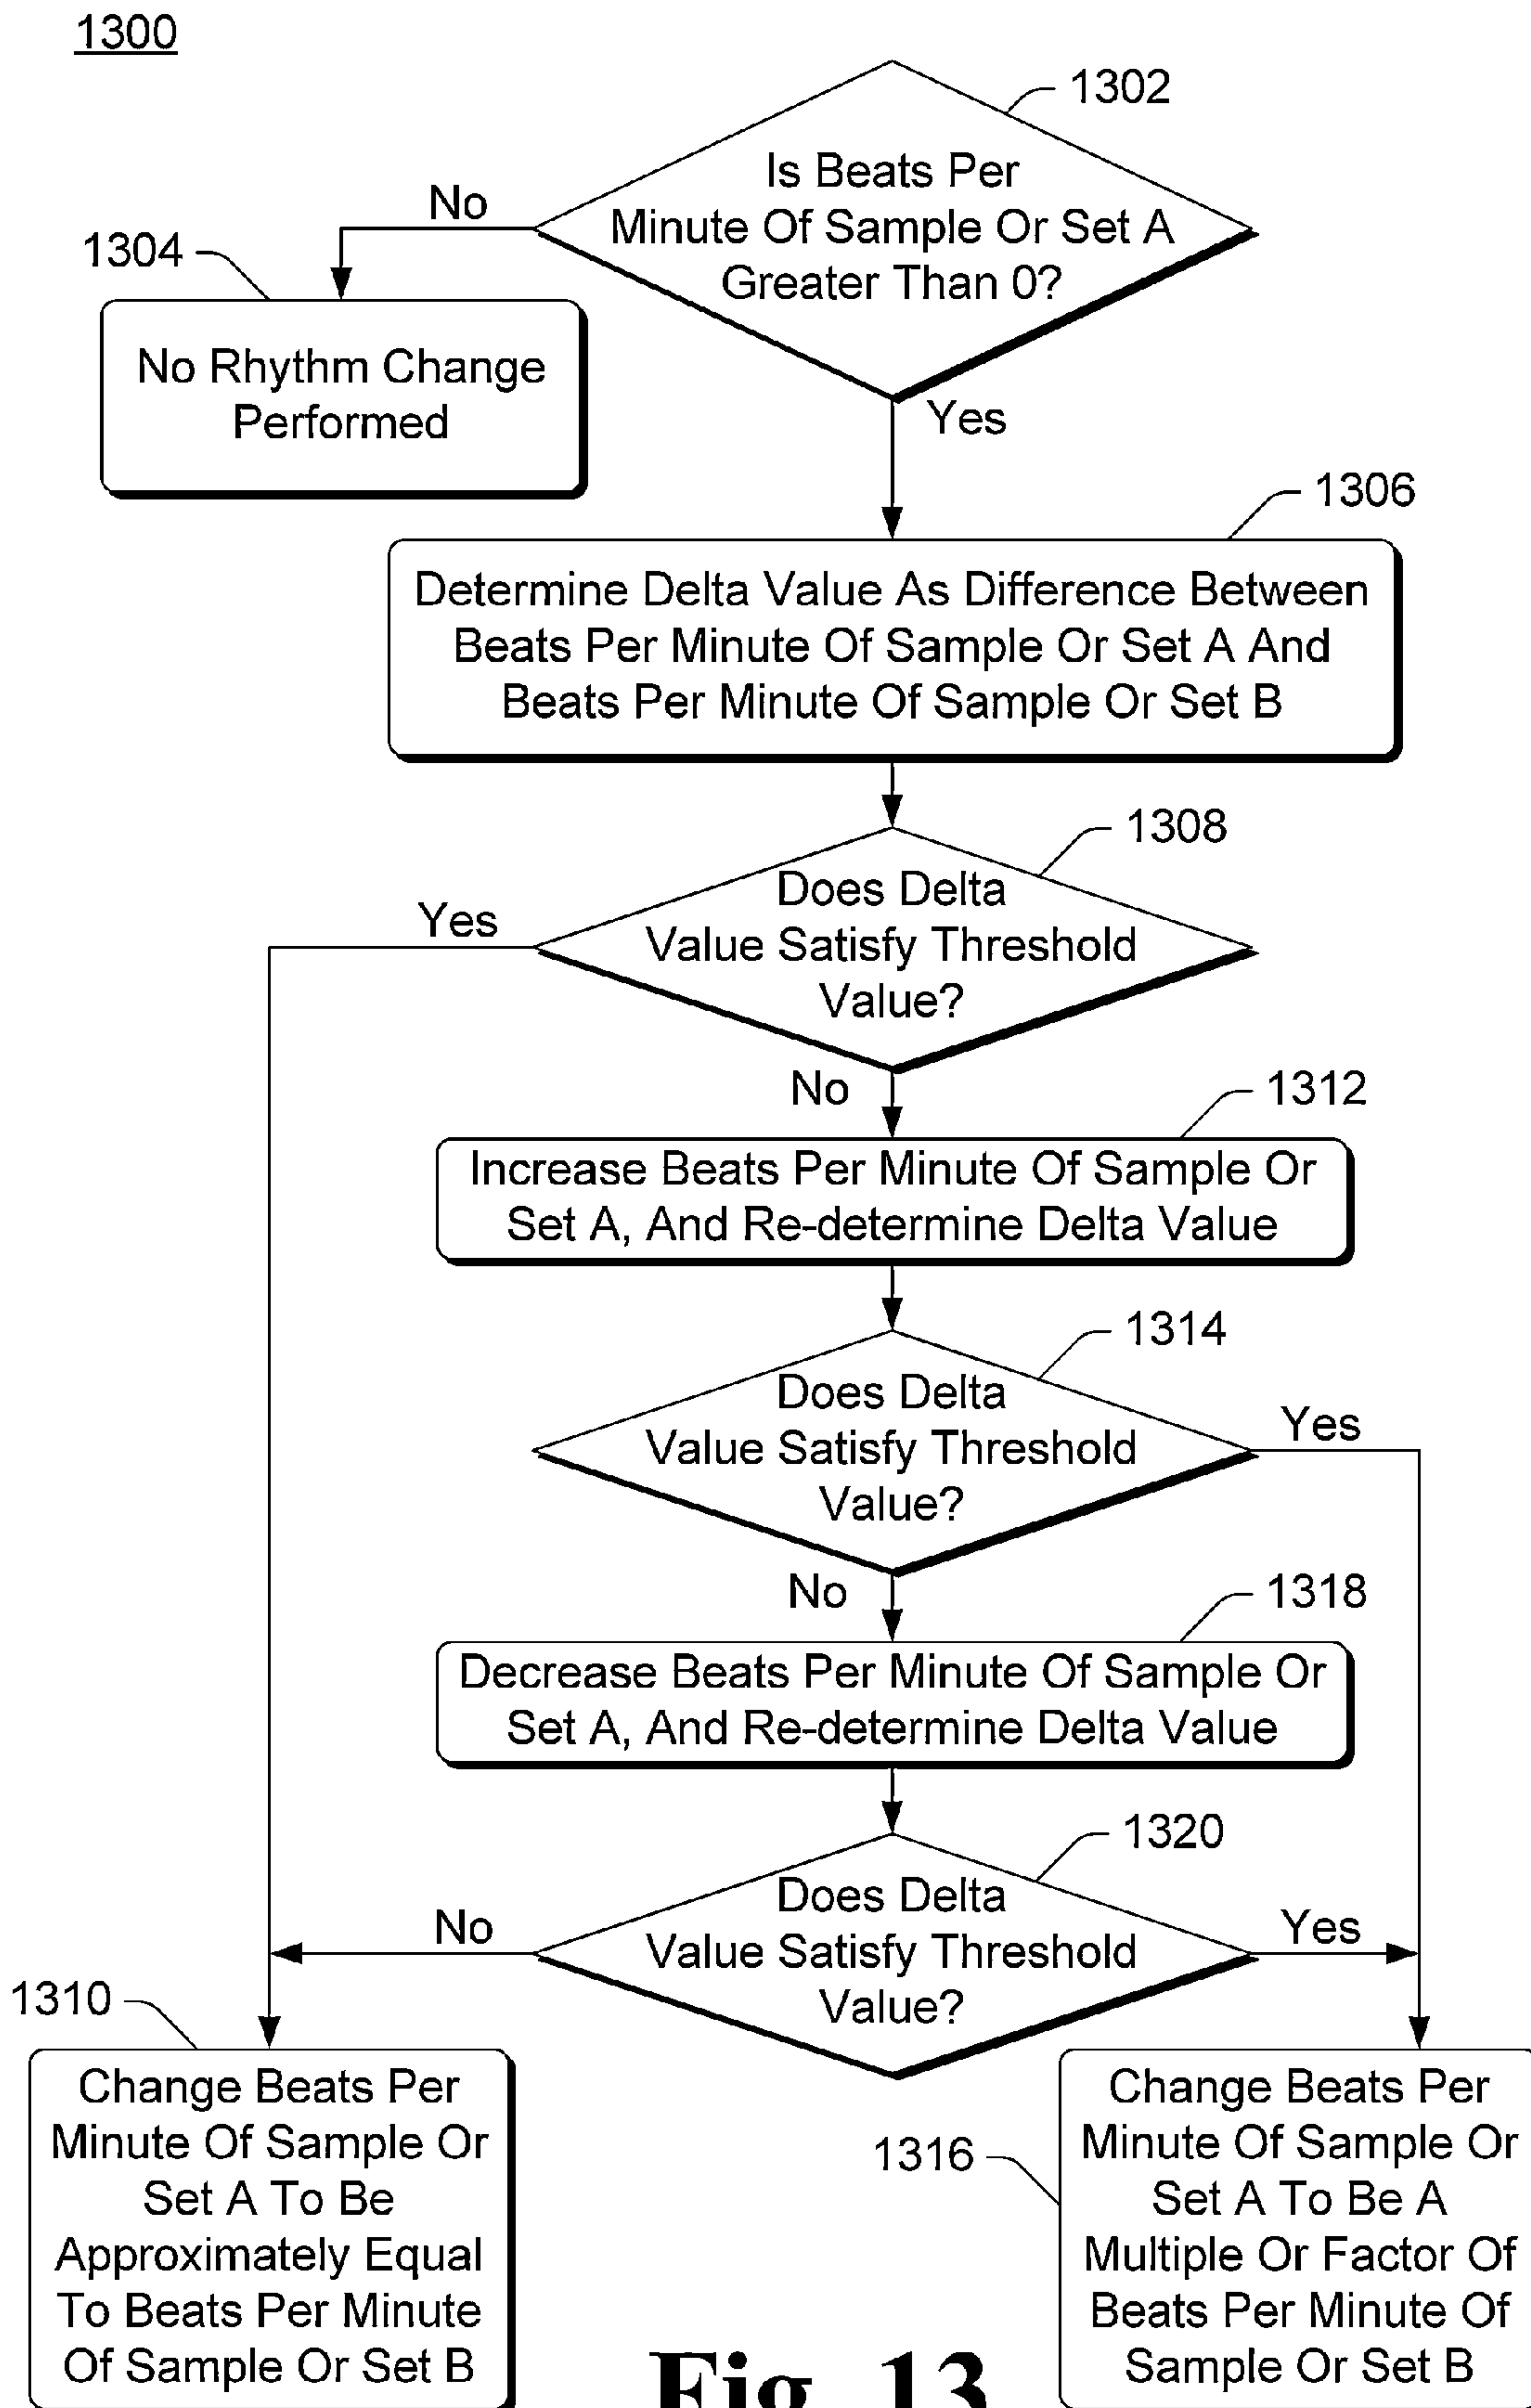 1300
1302
Is Beats Per
Minute Of Sample Or Set A
Greater Than 0?
No
1304
No Rhythm Change
Performed
Yes
1306
Determine Delta Value As Difference Between
Beats Per Minute Of Sample Or Set A And
Beats Per Minute Of Sample Or Set B
1308
Does Delta
Value Satisfy Threshold
Value?
Yes
No
1312
Increase Beats Per Minute Of Sample Or
Set A, And Re-determine Delta Value
1314
Does Delta
Value Satisfy Threshold
Value?
Yes
No
1318
Decrease Beats Per Minute Of Sample Or
Set A, And Re-determine Delta Value
1320
Does Delta
Value Satisfy Threshold
Value?
No
Yes
1310
Change Beats Per
Minute Of Sample Or
Set A To Be
Approximately Equal
To Beats Per Minute
Of Sample Or Set B
1316
Change Beats Per
Minute Of Sample Or
Set A To Be A
Multiple Or Factor Of
Beats Per Minute Of
Sample Or Set B
Fig. 13